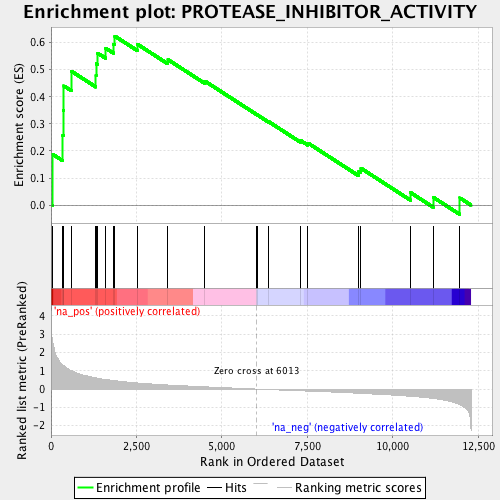 Enrichment plot: PROTEASE_INHIBITOR_ACTIVITY
Enrichment score (ES)
0.6
0.5
0.4
0.3
0.2
0.1
0.0
'na_pos' (positively correlated)
Ranked list metric (PreRanked)
4
3
2
1
0
-1
-2
Zero cross at 6013
'na_neg' (negatively correlated)
0 2,500 5,000 7,500 10,000 12,500
Rank in Ordered Dataset
Enrichment profile Hits Ranking metric scores